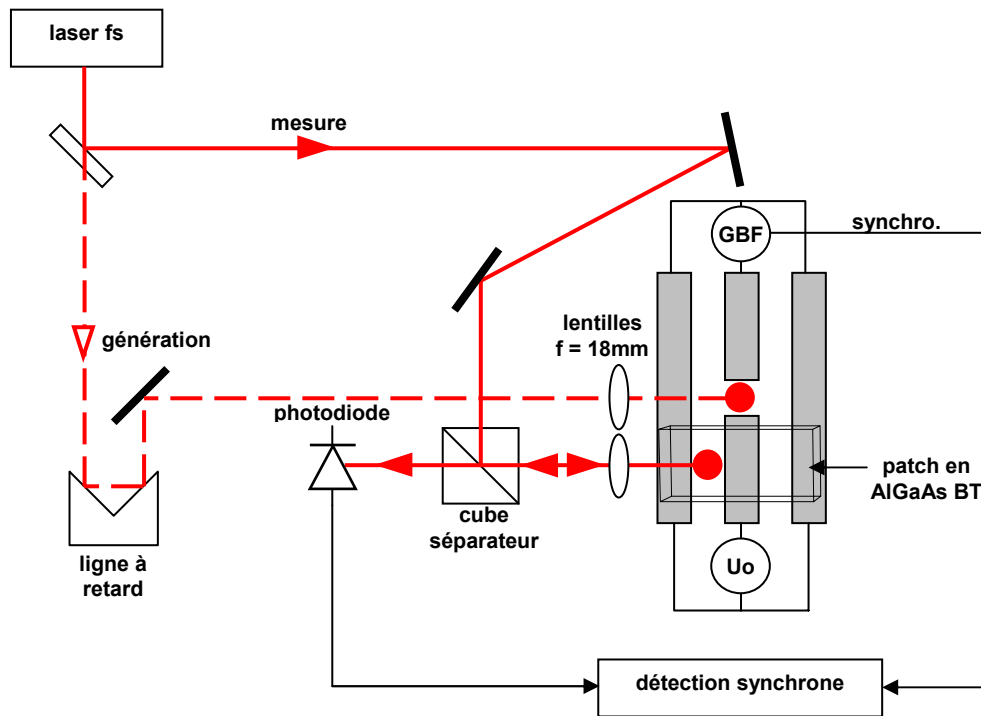 laser fs
mesure
GBF
synchro.
génération
lentilles
f = 18mm
photodiode
cube
séparateur
patch en
AlGaAs BT
ligne à
retard
Uo
détection synchrone